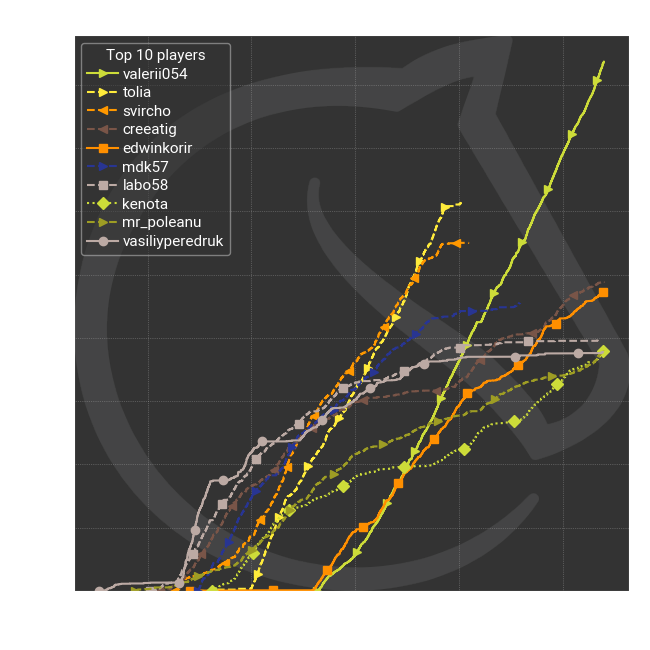 Top 10 players
valerii054
tolia
svircho
creeatig
edwinkorir
mdk57
labo58
kenota
mr_poleanu
vasiliyperedruk